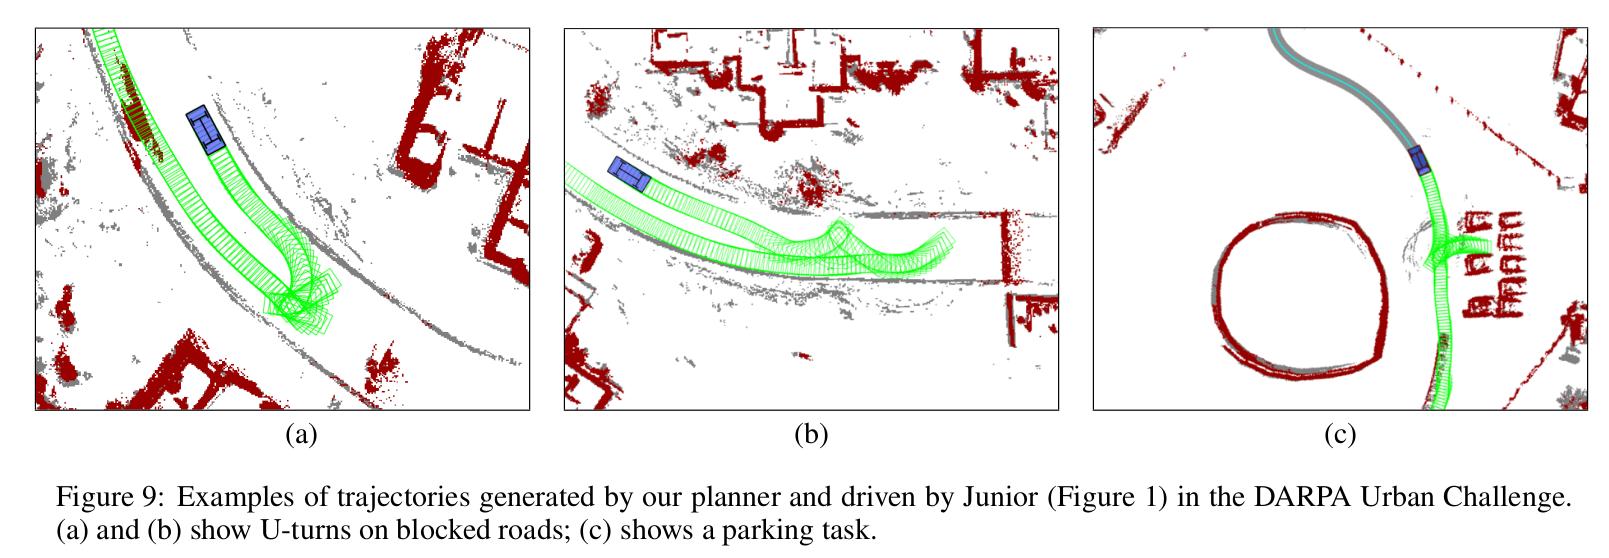 (a)
(b)
(c)
Figure 9: Examples of trajectories generated by our planner and driven by Junior (Figure 1) in the DARPA Urban Challenge.
(a) and (b) show U-turns on blocked roads; (c) shows a parking task.